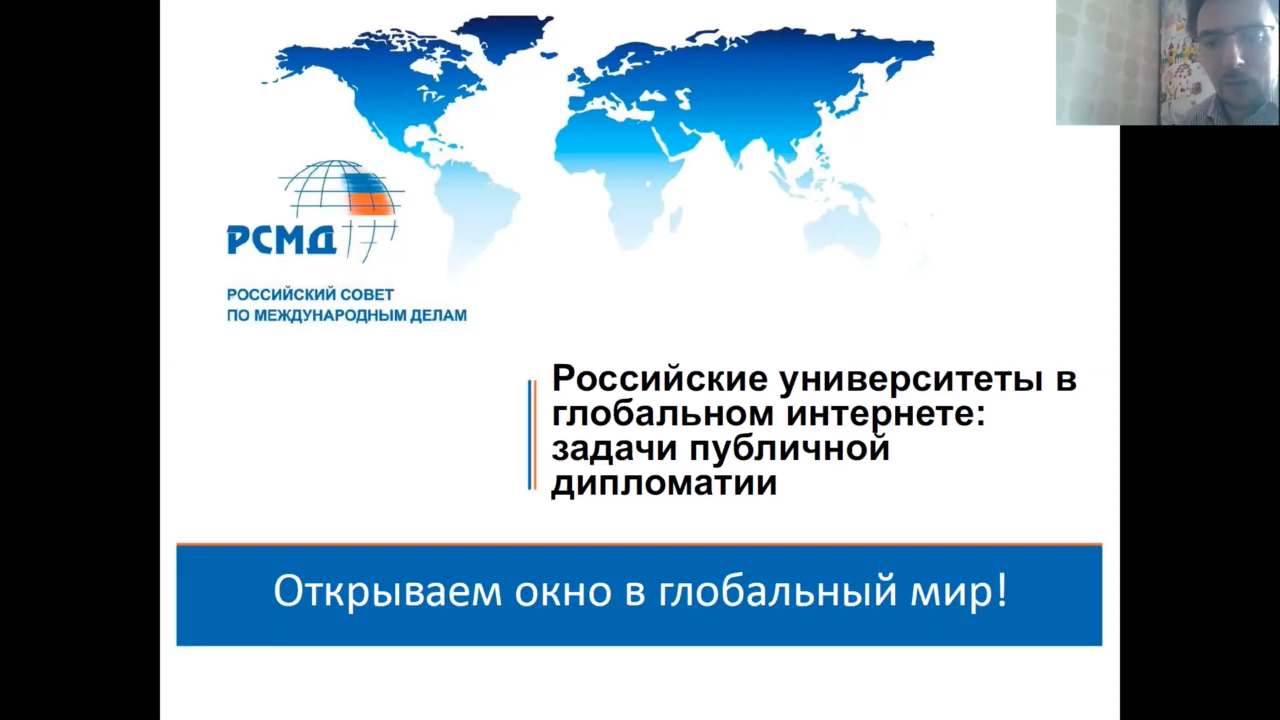 РСМД
РОССИЙСКИЙ СОВЕТ
ПО МЕЖДУНАРОДНЫМ ДЕЛАМ
Российские университеты в
глобальном интернете:
задачи публичной
дипломатии
Открываем окно в глобальный мир!